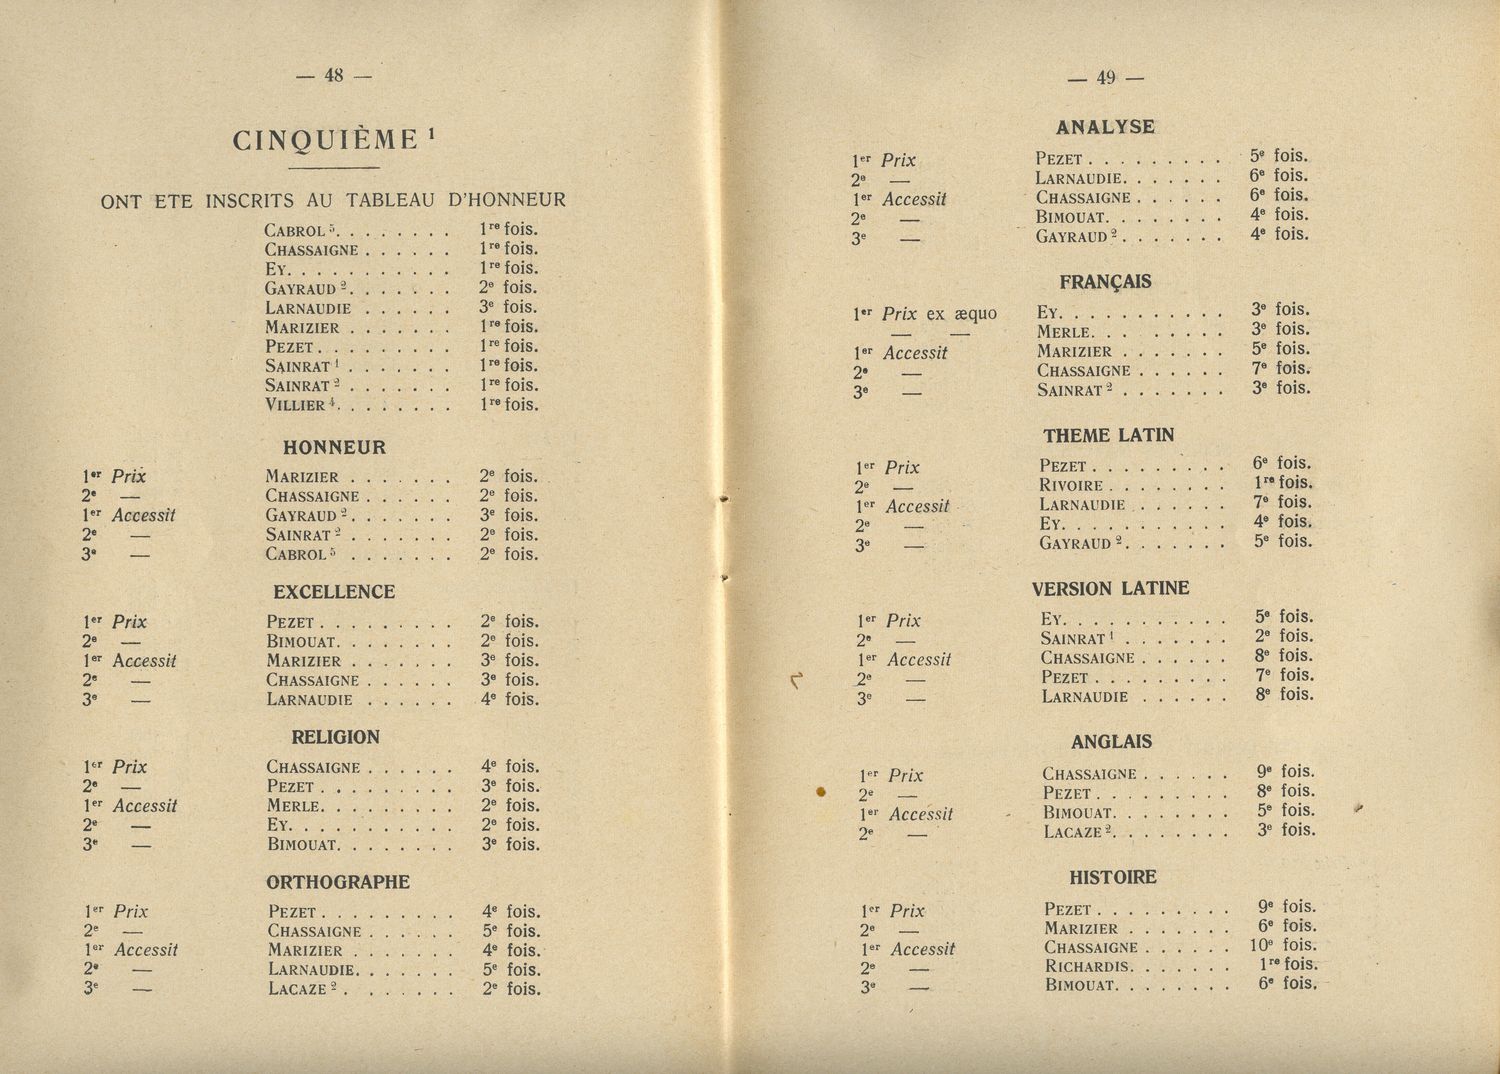 — 48 —
CINQUIÈME ¹
ONT ETE INSCRITS AU TABLEAU D'HONNEUR
CABROL ⁵. . . . . . . . 1re fois.
CHASSAIGNE . . . . . . 1re fois.
EY. . . . . . . . . . . 1re fois.
GAYRAUD ². . . . . . . 2e fois.
LARNAUDIE . . . . . . 3e fois.
MARIZIER . . . . . . . 1re fois.
PEZET . . . . . . . . . 1re fois.
SAINRAT ¹ . . . . . . . 1re fois.
SAINRAT ² . . . . . . . 1re fois.
VILLIER ⁴. . . . . . . . 1re fois.
HONNEUR
1er Prix MARIZIER . . . . . . . 2e fois.
2e — CHASSAIGNE . . . . . . 2e fois.
1er Accessit GAYRAUD ². . . . . . . 3e fois.
2e — SAINRAT ² . . . . . . . 2e fois.
3e — CABROL ⁵ . . . . . . . 2e fois.
EXCELLENCE
1er Prix PEZET . . . . . . . . . 2e fois.
2e — BIMOUAT. . . . . . . . 2e fois.
1er Accessit MARIZIER . . . . . . . 3e fois.
2e — CHASSAIGNE . . . . . . 3e fois.
3e — LARNAUDIE . . . . . . 4e fois.
RELIGION
1er Prix CHASSAIGNE . . . . . . 4e fois.
2e — PEZET . . . . . . . . . 3e fois.
1er Accessit MERLE. . . . . . . . . 2e fois.
2e — EY. . . . . . . . . . . 2e fois.
3e — BIMOUAT. . . . . . . . 3e fois.
ORTHOGRAPHE
1er Prix PEZET . . . . . . . . . 4e fois.
2e — CHASSAIGNE . . . . . . 5e fois.
1er Accessit MARIZIER . . . . . . . 4e fois.
2e — LARNAUDIE. . . . . . . 5e fois.
3e — LACAZE ² . . . . . . . 2e fois.
— 49 —
ANALYSE
1er Prix PEZET . . . . . . . . . 5e fois.
2e — LARNAUDIE. . . . . . . 6e fois.
1er Accessit CHASSAIGNE . . . . . . 6e fois.
2e — BIMOUAT. . . . . . . . 4e fois.
3e — GAYRAUD ² . . . . . . . 4e fois.
FRANÇAIS
1er Prix ex æquo EY. . . . . . . . . . . 3e fois.
— — MERLE. . . . . . . . 3e fois.
1er Accessit MARIZIER . . . . . . . 5e fois.
2e — CHASSAIGNE . . . . . . 7e fois.
3e — SAINRAT ² . . . . . . . 3e fois.
THEME LATIN
1er Prix PEZET . . . . . . . . . 6e fois.
2e — RIVOIRE . . . . . . . . 1re fois.
1er Accessit LARNAUDIE . . . . . . 7e fois.
2e — EY. . . . . . . . . . . 4e fois.
3e — GAYRAUD ². . . . . . . 5e fois.
VERSION LATINE
1er Prix EY. . . . . . . . . . . 5e fois.
2e — SAINRAT ¹ . . . . . . . 2e fois.
1er Accessit CHASSAIGNE . . . . . . 8e fois.
2e — PEZET . . . . . . . . . 7e fois.
3e — LARNAUDIE . . . . . . 8e fois.
ANGLAIS
1er Prix CHASSAIGNE . . . . . . 9e fois.
2e — PEZET . . . . . . . . . 8e fois.
1er Accessit BIMOUAT. . . . . . . . 5e fois.
2e — LACAZE ². . . . . . . . 3e fois.
HISTOIRE
1er Prix PEZET . . . . . . . . . 9e fois.
2e — MARIZIER . . . . . . . 6e fois.
1er Accessit CHASSAIGNE . . . . . . 10e fois.
2e — RICHARDIS. . . . . . . 1re fois.
3e — BIMOUAT. . . . . . . . 6e fois.